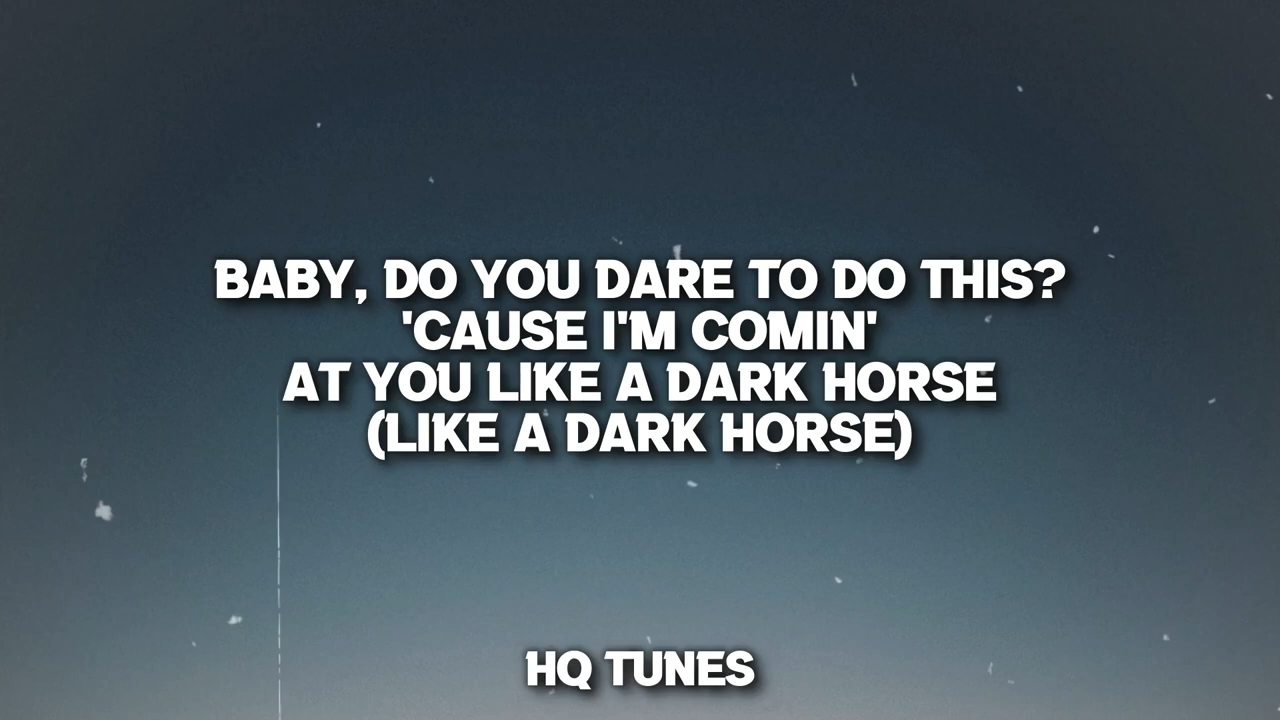 BABY, DO YOU DARE TO DO THIS?
'CAUSE I'M COMIN'
AT YOU LIKE A DARK HORSE
(LIKE A DARK HORSE)
HQ TUNES